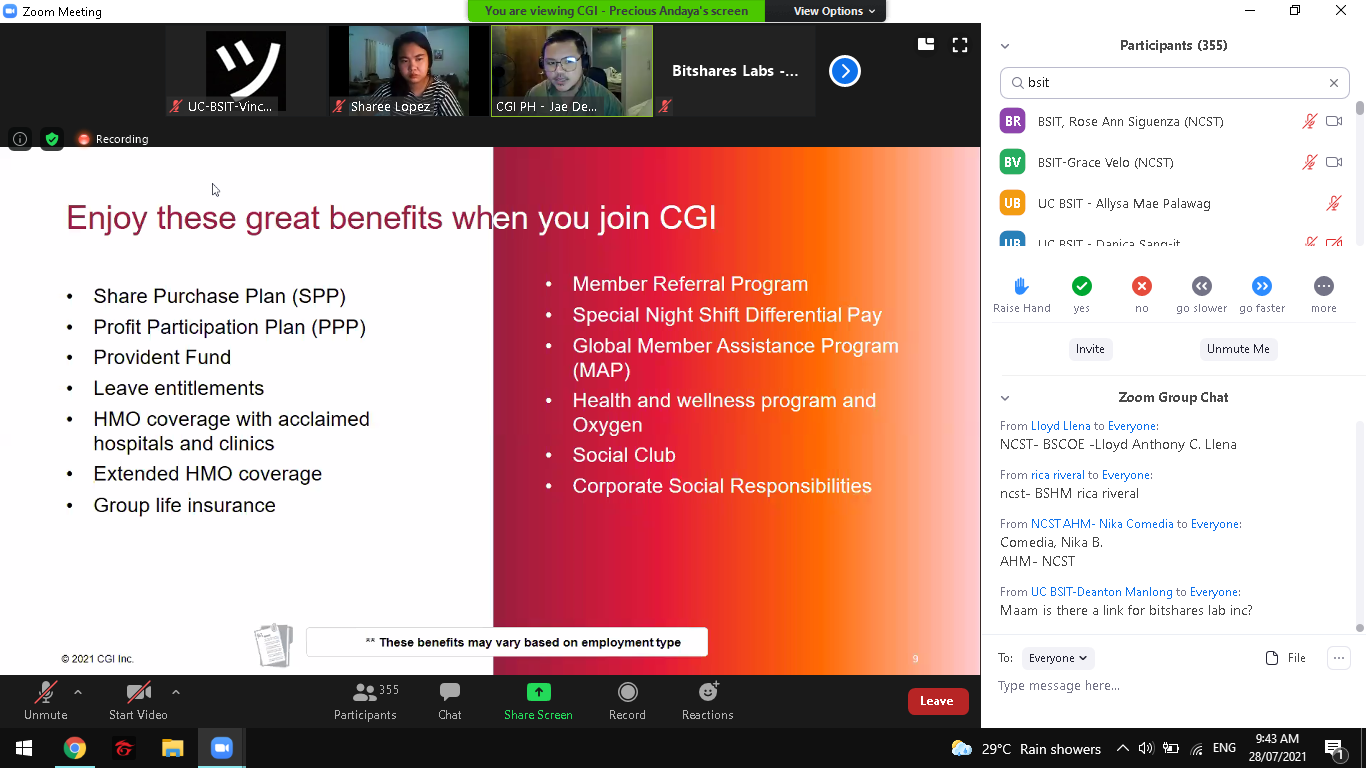 Zoom Meeting
You are viewing CGI - Precious Andaya's screen
View Options
ツ
UC-BSIT-Vinc...
Sharee Lopez
CGI PH - Jae De...
Bitshares Labs -...
Recording
Enjoy these great benefits when you join CGI
• Share Purchase Plan (SPP)
• Profit Participation Plan (PPP)
• Provident Fund
• Leave entitlements
• HMO coverage with acclaimed
hospitals and clinics
• Extended HMO coverage
• Group life insurance
• Member Referral Program
• Special Night Shift Differential Pay
• Global Member Assistance Program
(MAP)
• Health and wellness program and
Oxygen
• Social Club
• Corporate Social Responsibilities
** These benefits may vary based on employment type
© 2021 CGI Inc.
9
Unmute
Start Video
355
Participants
Chat
Share Screen
Record
Reactions
Leave
Participants (355)
bsit
BR BSIT, Rose Ann Siguenza (NCST)
BV BSIT-Grace Velo (NCST)
UB UC BSIT - Allysa Mae Palawag
UB UC BSIT - Danica Sang-it
Raise Hand
yes
no
go slower
go faster
more
Invite
Unmute Me
Zoom Group Chat
From Lloyd Llena to Everyone:
NCST- BSCOE -Lloyd Anthony C. Llena
From rica riveral to Everyone:
ncst- BSHM rica riveral
From NCST AHM- Nika Comedia to Everyone:
Comedia, Nika B.
AHM- NCST
From UC BSIT-Deanton Manlong to Everyone:
Maam is there a link for bitshares lab inc?
To: Everyone
File
Type message here...
29°C Rain showers
ENG
9:43 AM
28/07/2021
1